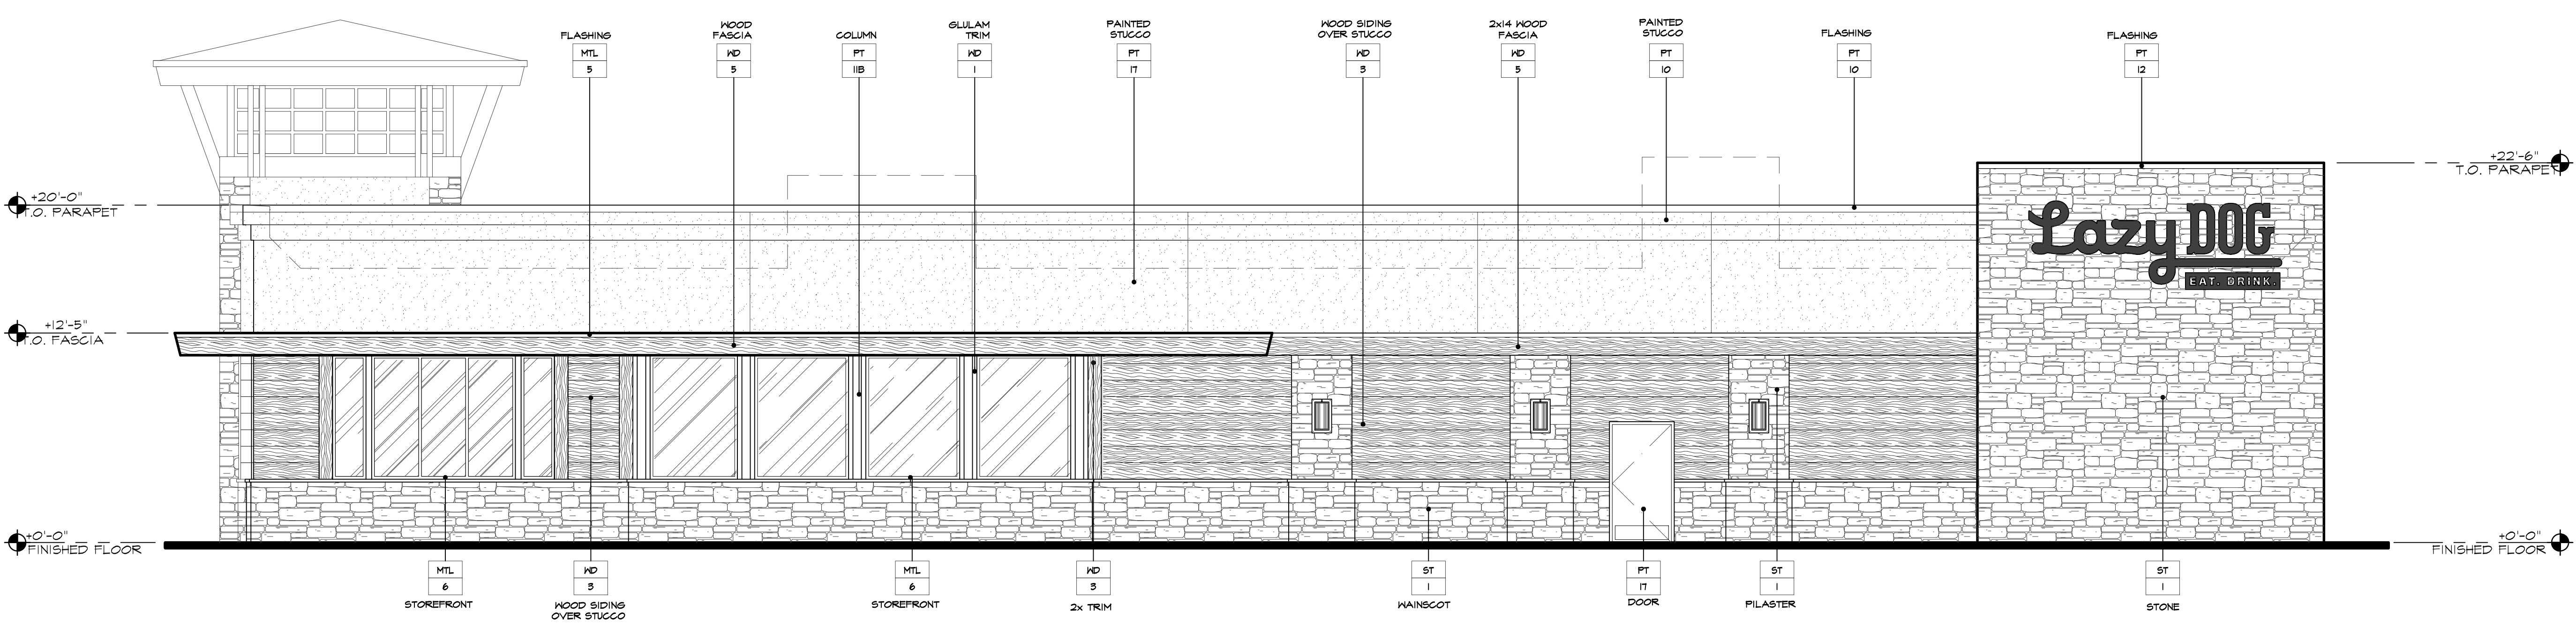 FLASHING
MTL
5
WOOD
FASCIA
WD
5
COLUMN
PT
11B
GLULAM
TRIM
WD
1
PAINTED
STUCCO
PT
17
WOOD SIDING
OVER STUCCO
WD
3
2x14 WOOD
FASCIA
WD
5
PAINTED
STUCCO
PT
10
FLASHING
PT
10
FLASHING
PT
12
+22'-6"
T.O. PARAPET
+20'-0"
T.O. PARAPET
Lazy DOG
EAT. DRINK.
+12'-5"
T.O. FASCIA
+0'-0"
FINISHED FLOOR
+0'-0"
FINISHED FLOOR
MTL
6
STOREFRONT
WD
3
WOOD SIDING
OVER STUCCO
MTL
6
STOREFRONT
WD
3
2x TRIM
ST
1
WAINSCOT
PT
17
DOOR
ST
1
PILASTER
ST
1
STONE